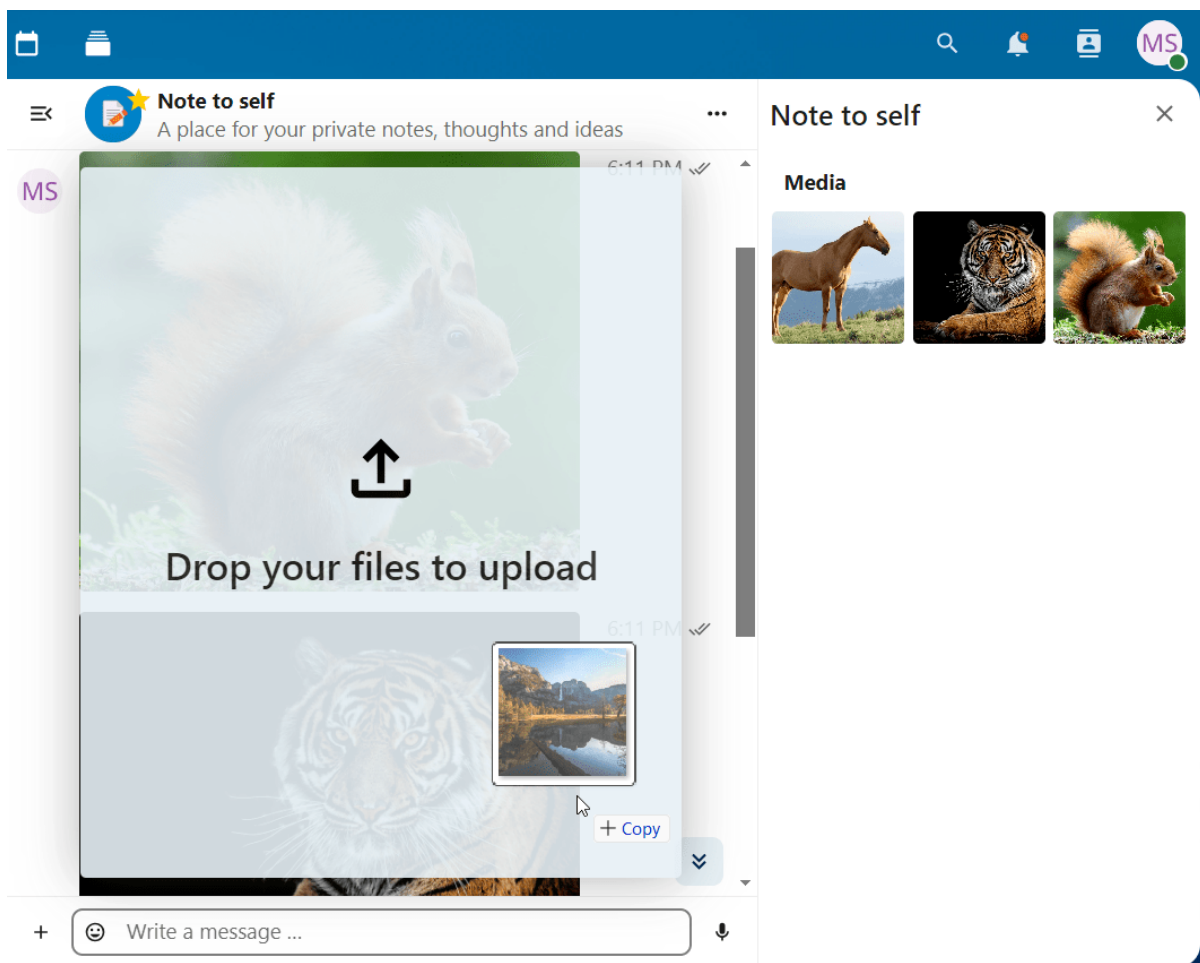 MS
Note to self
A place for your private notes, thoughts and ideas
Note to self
Media
MS
6:11 PM
Drop your files to upload
6:11 PM
+ Copy
Write a message ...